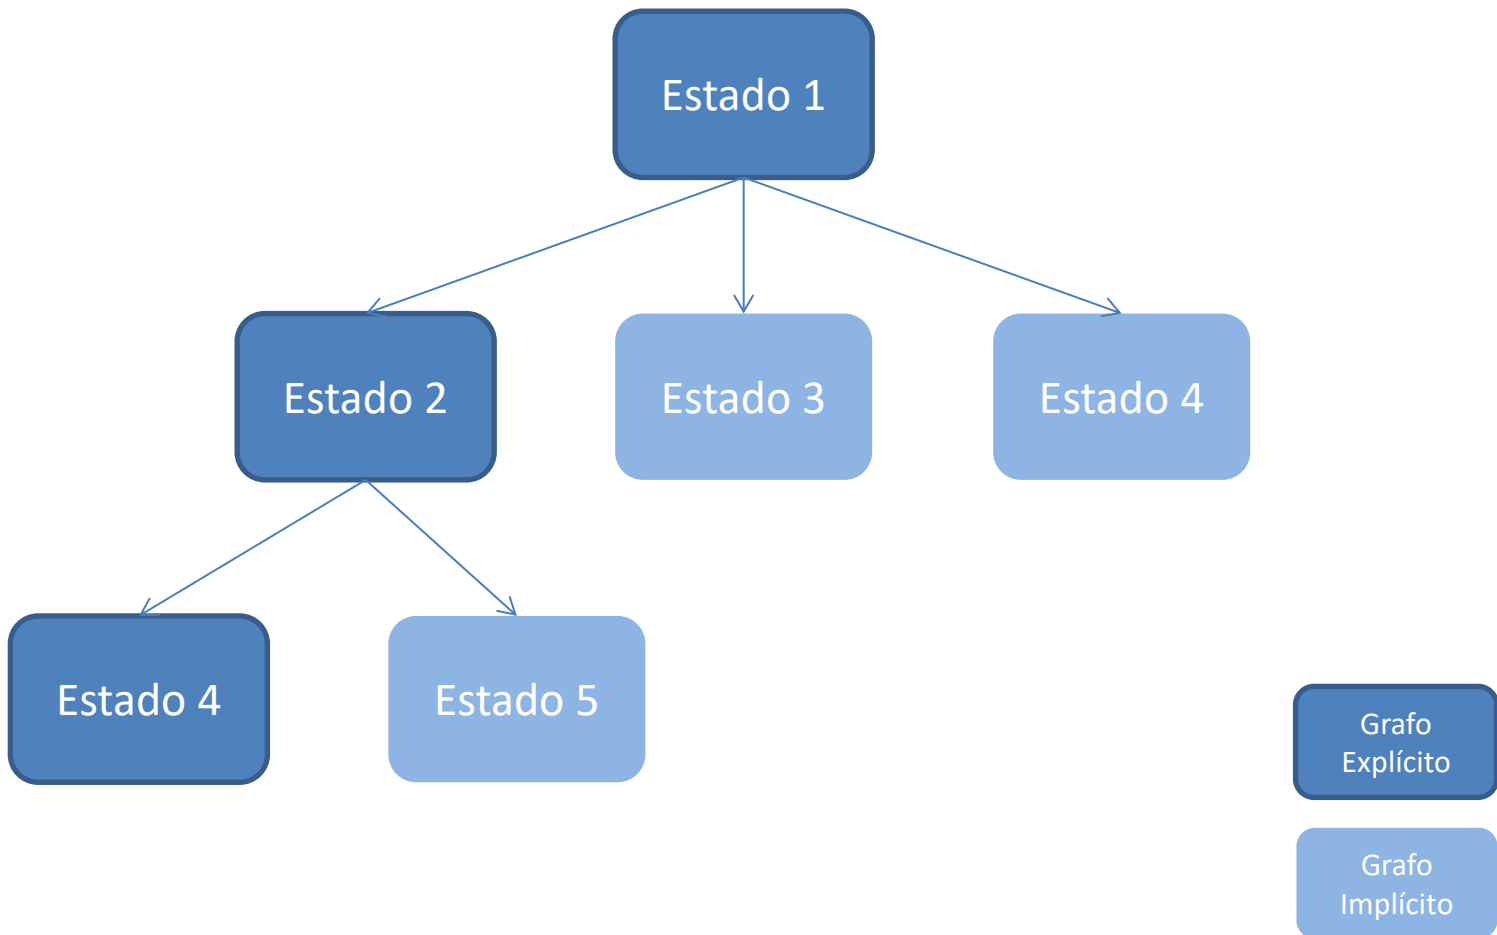 Estado 1
Estado 2
Estado 3
Estado 4
Estado 4
Estado 5
Grafo
Explícito
Grafo
Implícito